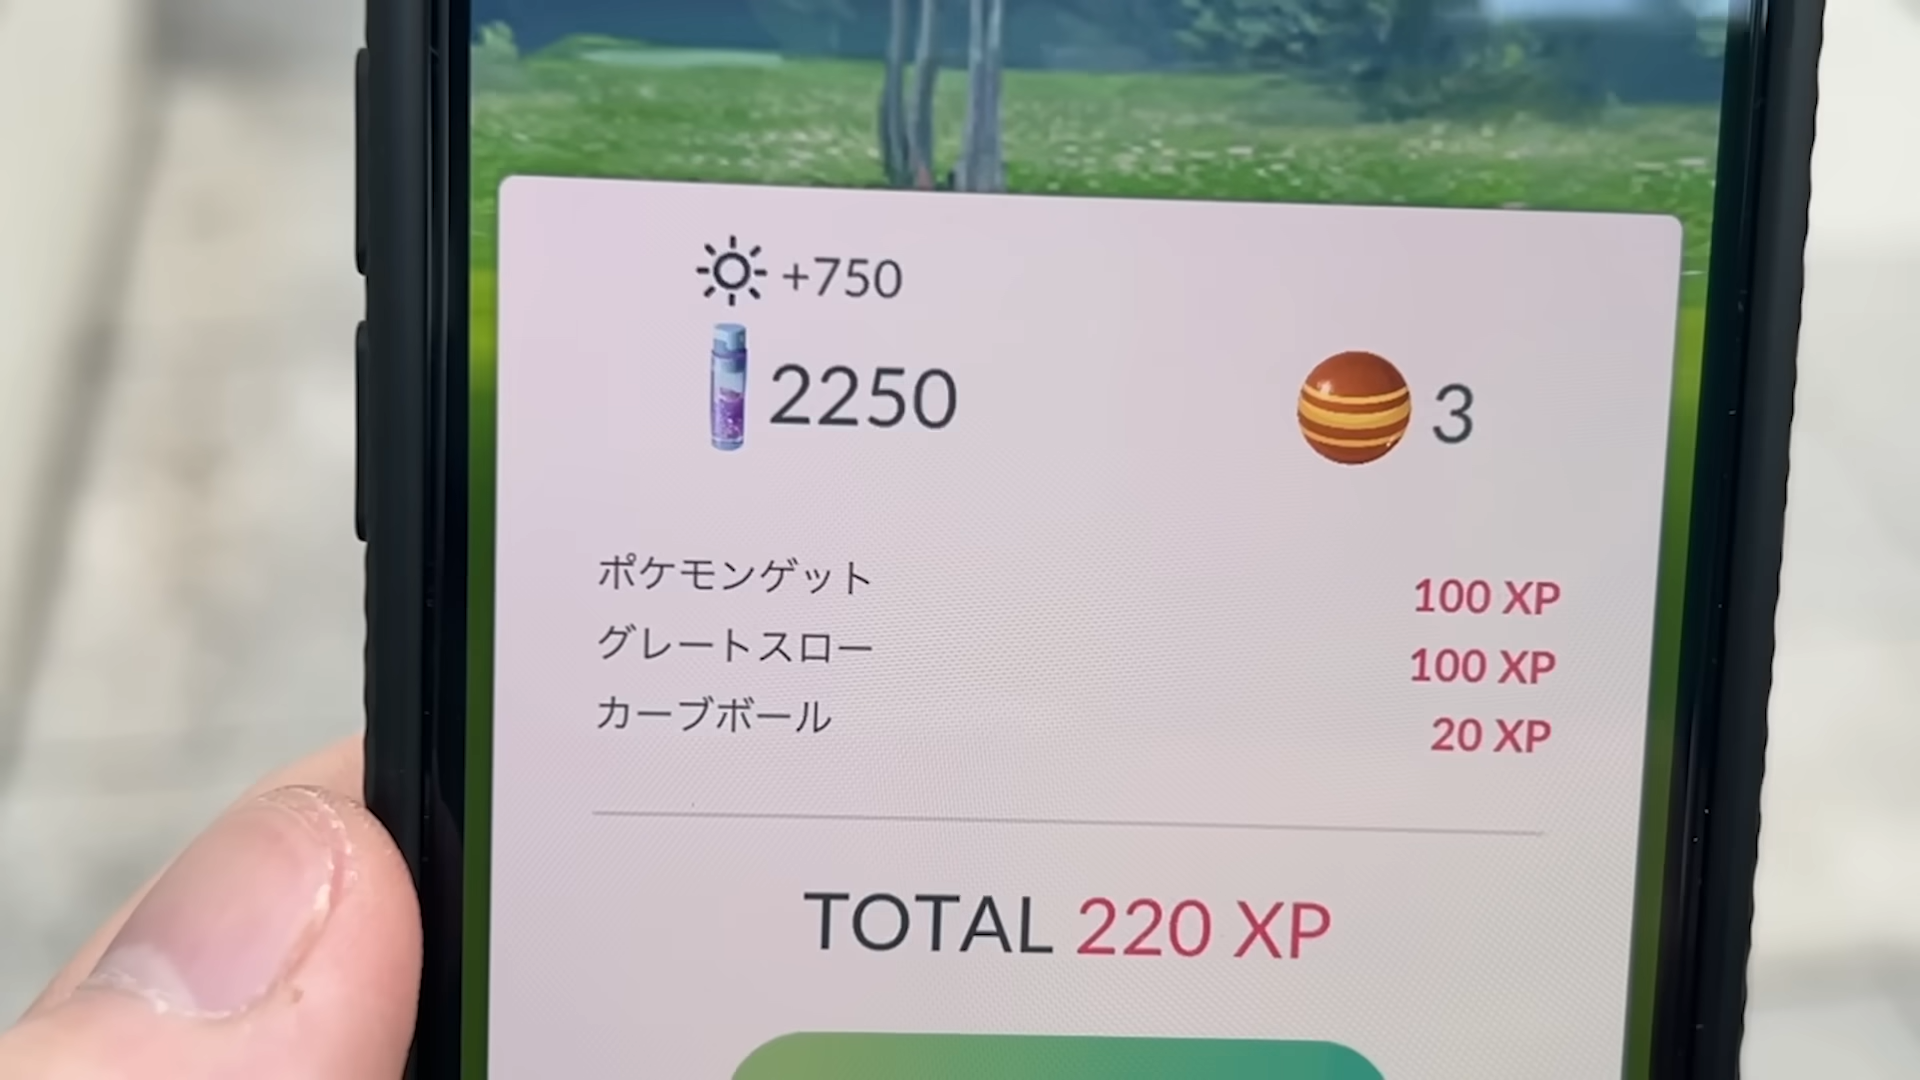 +750
2250
3
ポケモンゲット 100 XP
グレートスロー 100 XP
カーブボール 20 XP
TOTAL 220 XP